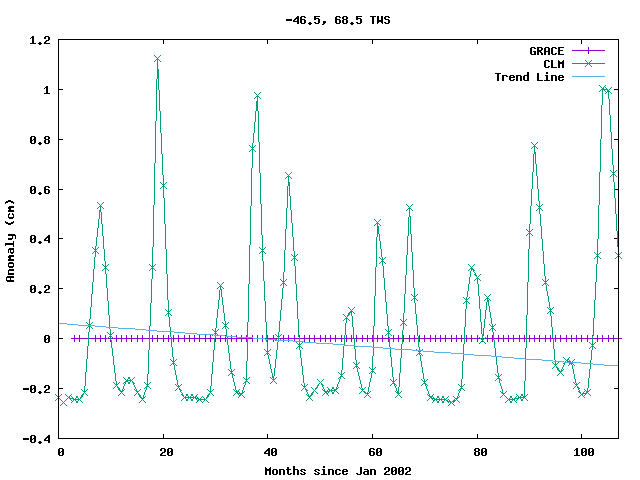 -46.5, 68.5 TWS
GRACE
CLM
Trend Line
1.2
1
0.8
0.6
0.4
0.2
0
-0.2
-0.4
Anomaly (cm)
0 20 40 60 80 100
Months since Jan 2002